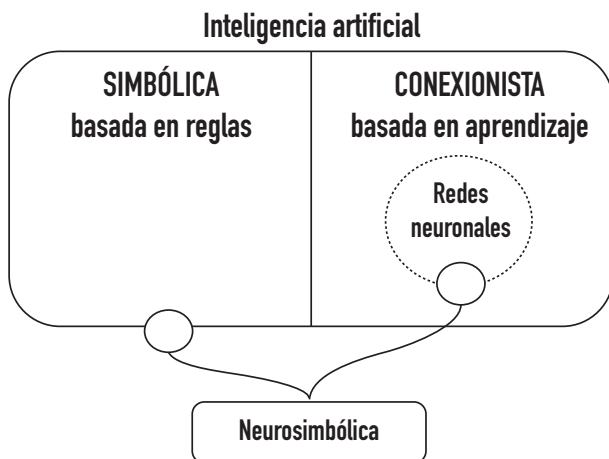 Inteligencia artificial
SIMBÓLICA
basada en reglas
CONEXIONISTA
basada en aprendizaje
Redes
neuronales
Neurosimbólica